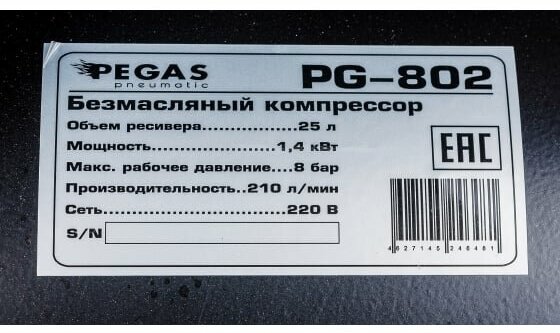 PEGAS
pneumatic
PG-802
Безмасляный компрессор
Объем ресивера...............25 л
Мощность......................1,4 кВт
Макс. рабочее давление....8 бар
Производительность..210 л/мин
Сеть..............................220 В
S/N
EAC
4627145246481